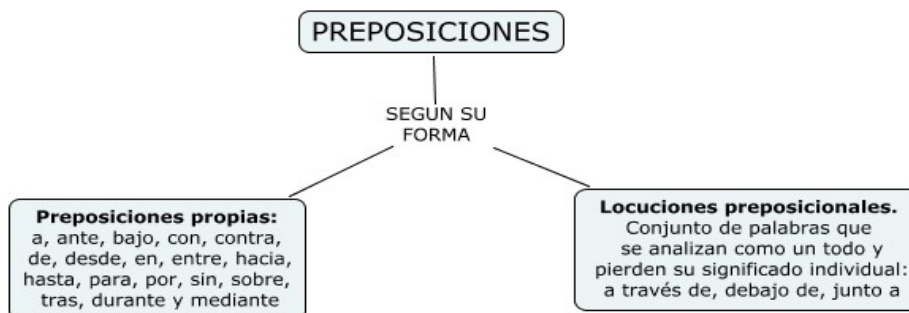 PREPOSICIONES
SEGUN SU
FORMA
Preposiciones propias:
a, ante, bajo, con, contra,
de, desde, en, entre, hacia,
hasta, para, por, sin, sobre,
tras, durante y mediante
Locuciones preposicionales.
Conjunto de palabras que
se analizan como un todo y
pierden su significado individual:
a través de, debajo de, junto a